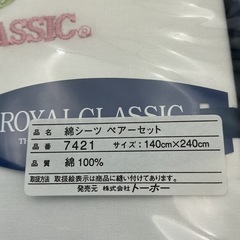 CLASSIC.
ROYAL CLASSIC
品名 綿シーツ ペアーセット
品番 7421 サイズ：140cm×240cm
品質 綿100%
取扱方法 取扱絵表示は商品に縫い付けてあります。
発売元 株式会社トーホー